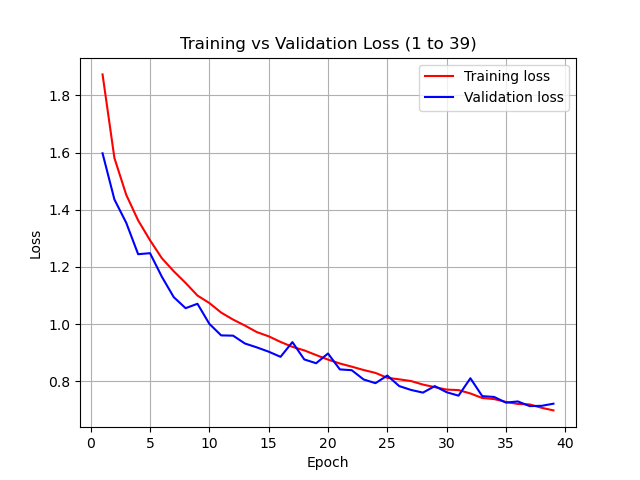 Training vs Validation Loss (1 to 39)
Training loss
Validation loss
1.8
1.6
1.4
1.2
1.0
0.8
Loss
0 5 10 15 20 25 30 35 40
Epoch